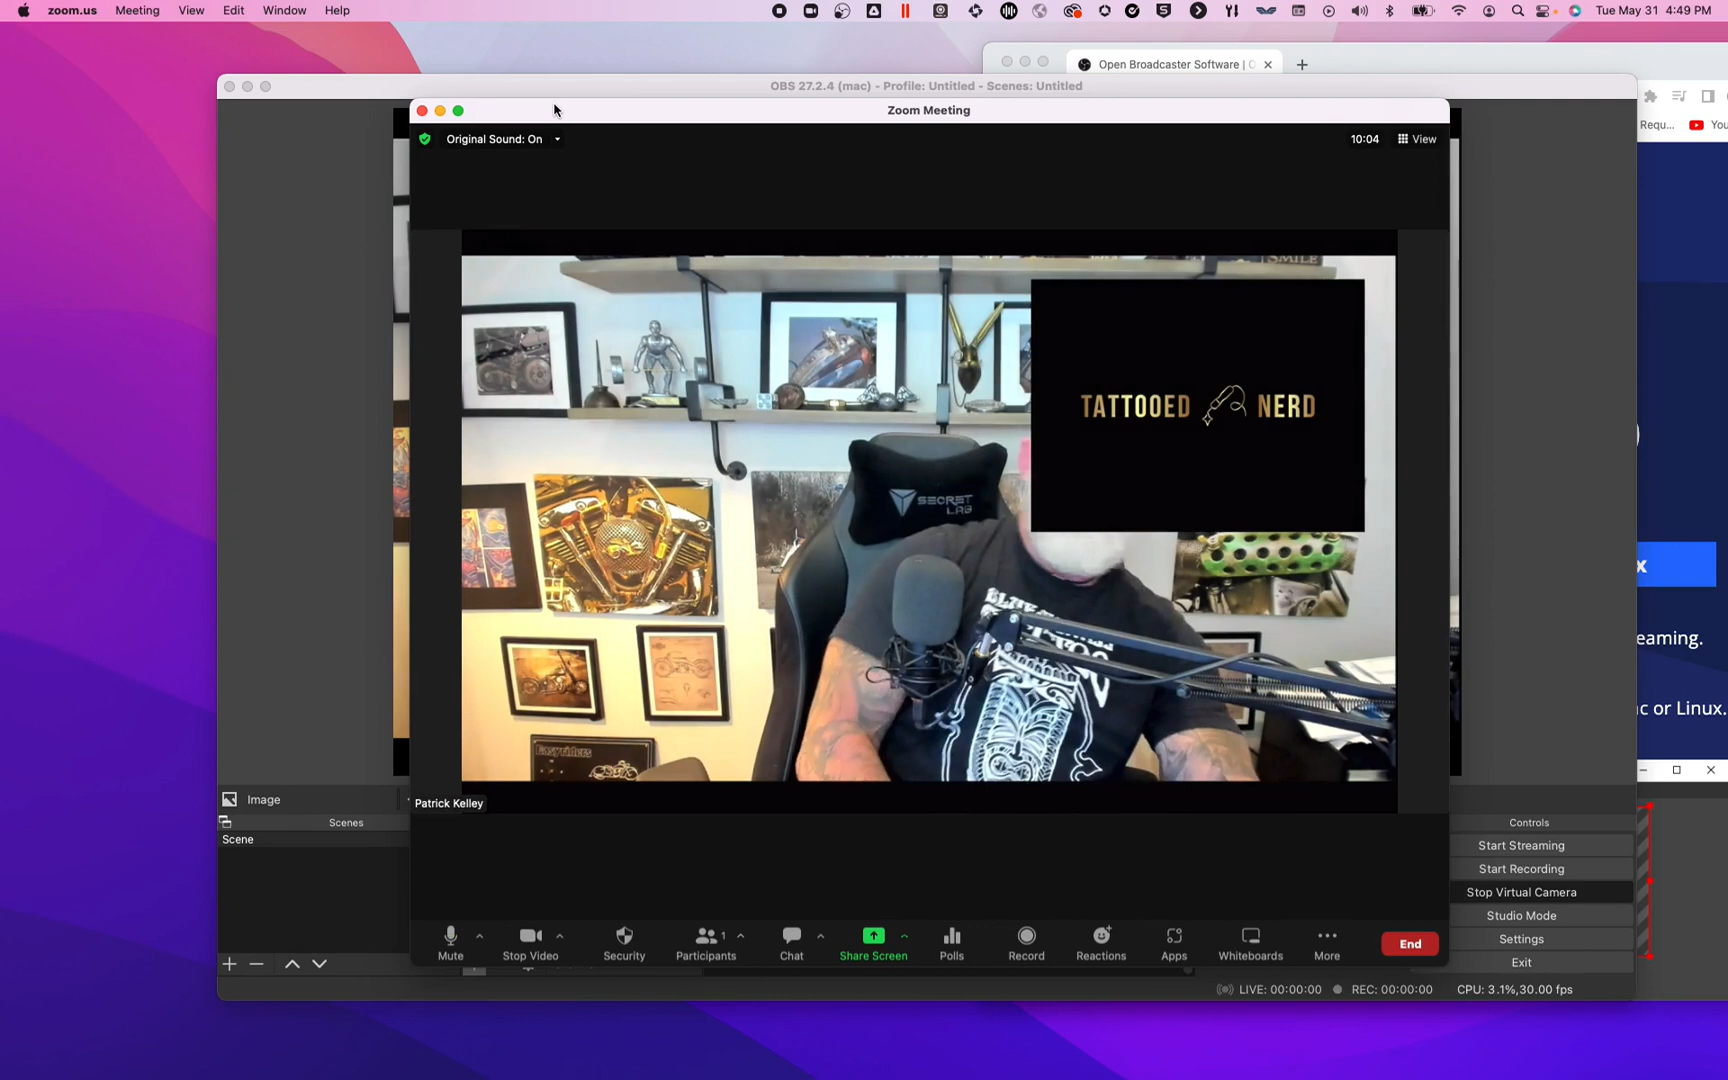 zoom.us Meeting View Edit Window Help
Tue May 31 4:49 PM
Open Broadcaster Software |
OBS 27.2.4 (mac) - Profile: Untitled - Scenes: Untitled
Zoom Meeting
Original Sound: On
10:04
View
Requ...
SMILE
TATTOOED NERD
SECRET
LAB
x
eaming.
c or Linux.
Easyriders
Patrick Kelley
Image
Scenes
Scene
Controls
Start Streaming
Start Recording
Stop Virtual Camera
Studio Mode
Settings
Exit
Mute
Stop Video
Security
1
Participants
Chat
Share Screen
Polls
Record
Reactions
Apps
Whiteboards
More
End
LIVE: 00:00:00
REC: 00:00:00
CPU: 3.1%,30.00 fps